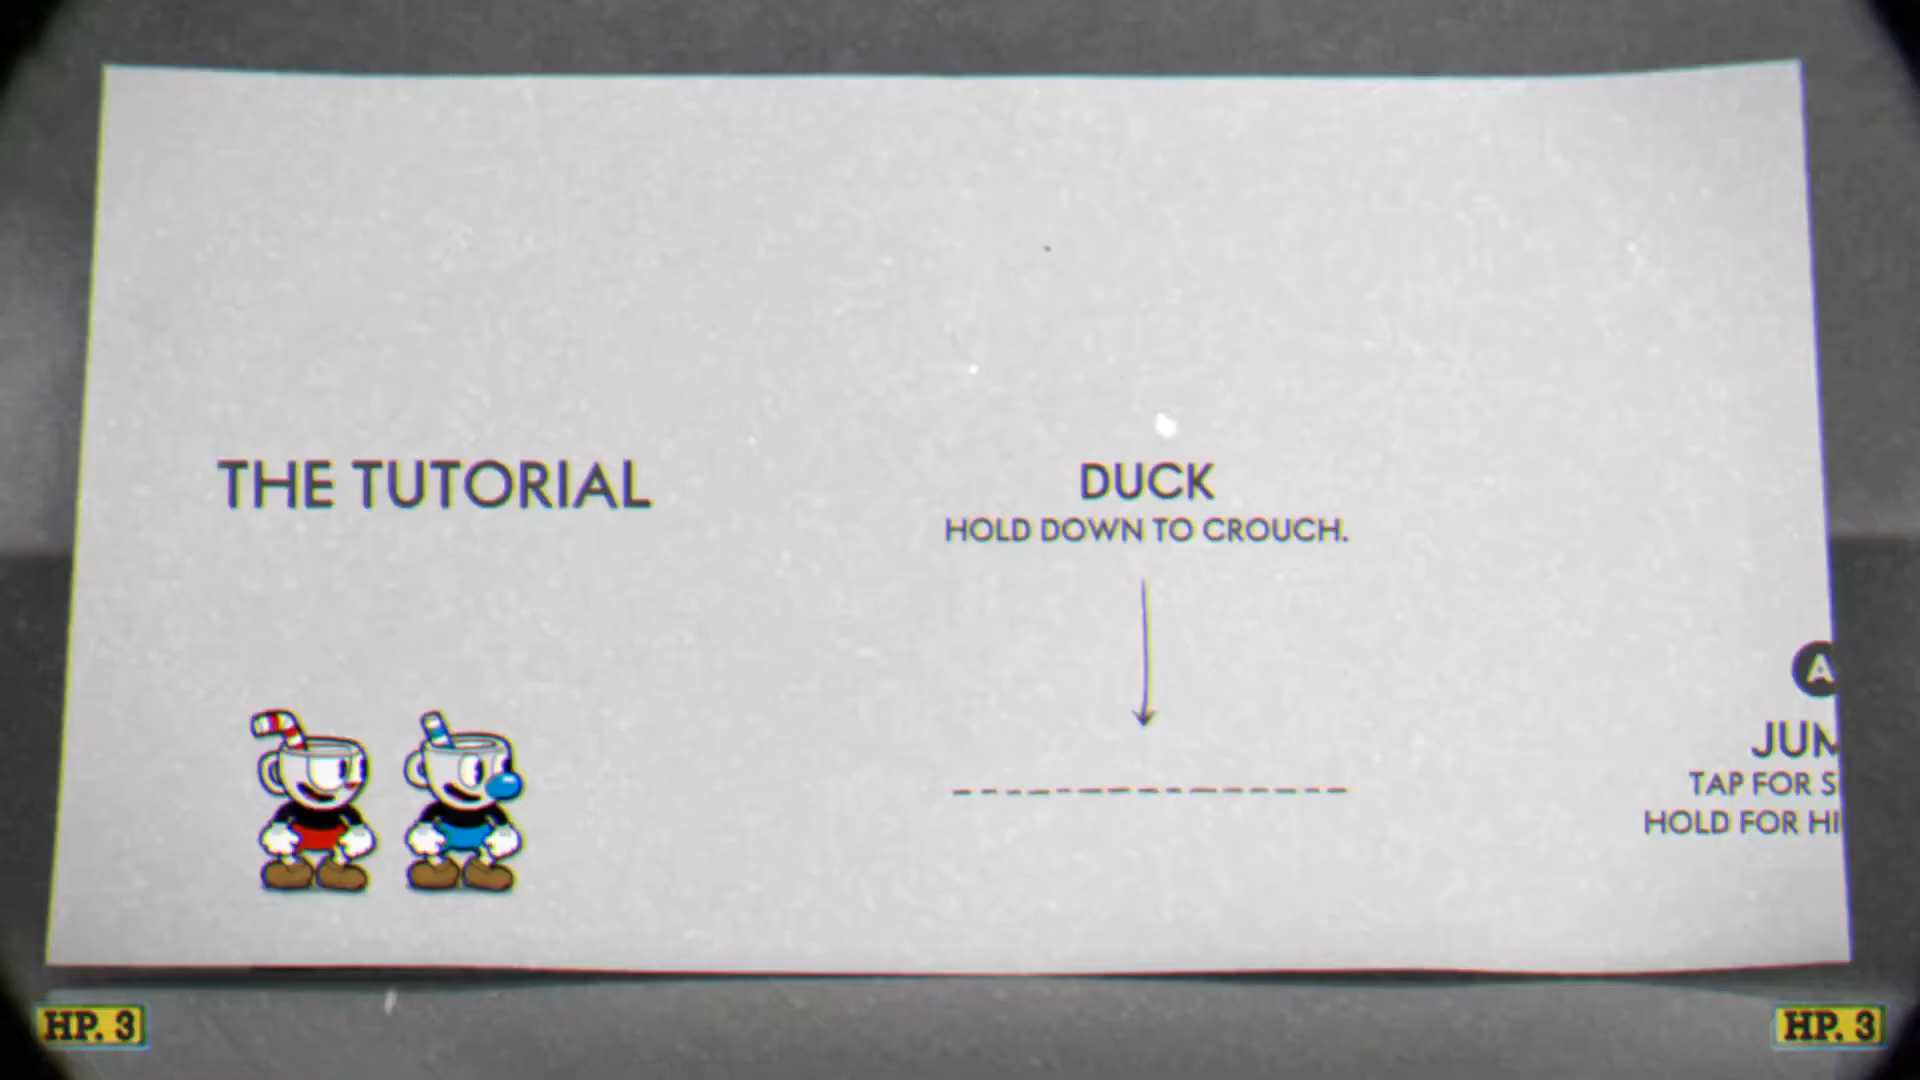 THE TUTORIAL
DUCK
HOLD DOWN TO CROUCH.
A
JUM
TAP FOR S
HOLD FOR HI
HP. 3
HP. 3